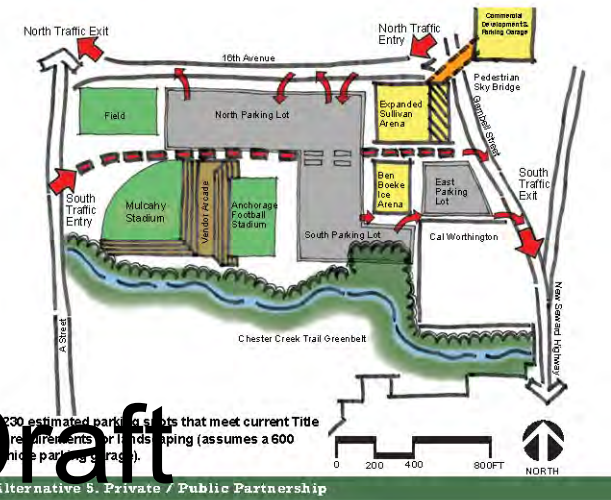 Commercial
Development &
Parking Garage
North Traffic Exit
North Traffic
Entry
16th Avenue
Pedestrian
Sky Bridge
Gambell Street
Field
North Parking Lot
Expanded
Sullivan
Arena
South
Traffic
Entry
Mulcahy
Stadium
Vendor Arcade
Anchorage
Football
Stadium
Ben
Boeke
Ice
Arena
East
Parking
Lot
South
Traffic
Exit
South Parking Lot
Cal Worthington
A Street
Chester Creek Trail Greenbelt
New Seward Highway
230 estimated parking spots that meet current Title
requirements for landscaping (assumes a 600
parking garage).
Draft
0 200 400 800FT
NORTH
Alternative 5. Private / Public Partnership